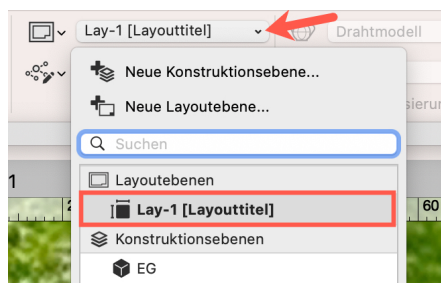 Lay-1 [Layouttitel]
Drahtmodell
Neue Konstruktionsebene...
Neue Layoutebene...
Suchen
1
Layoutebenen
60
Lay-1 [Layouttitel]
Konstruktionsebenen
EG